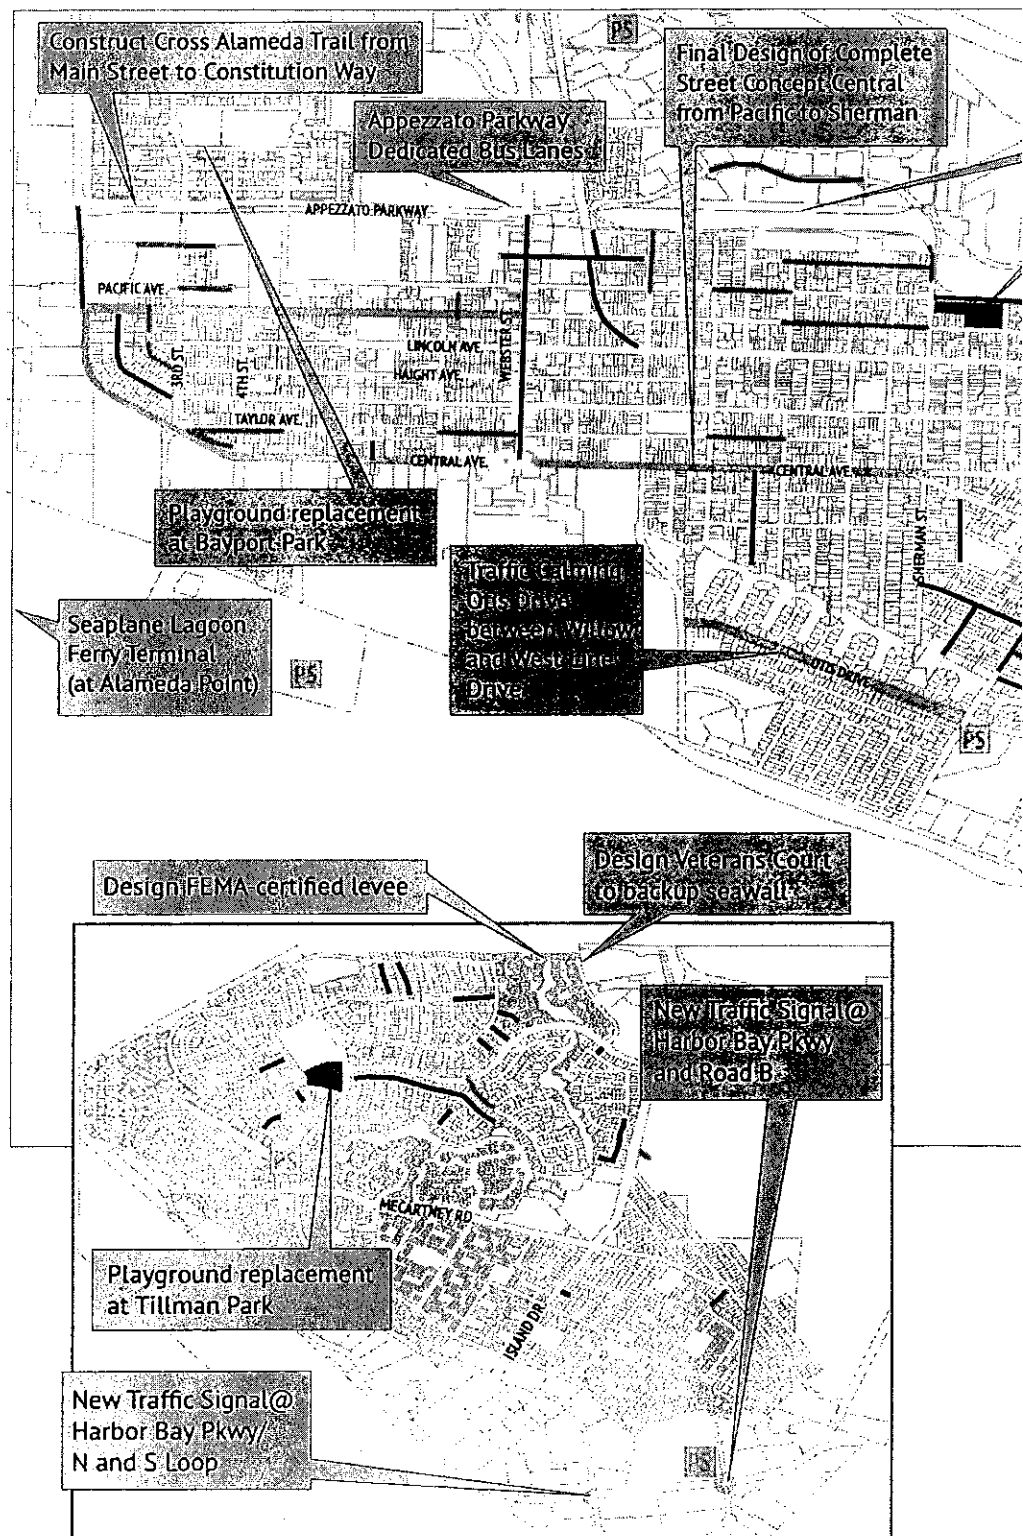 Construct Cross Alameda Trail from
Main Street to Constitution Way
PS
Final Design of Complete
Street Concept Central
from Pacific to Sherman
Appezzato Parkway
Dedicated Bus Lanes
APPEZZATO PARKWAY
PACIFIC AVE.
LINCOLN AVE.
HAIGHT AVE.
WEBSTER ST.
3RD ST.
4TH ST.
TAYLOR AVE.
CENTRAL AVE.
CENTRAL AVE.
SHERMAN ST.
Playground replacement
at Bayport Park
Traffic Calming
Otis Drive
between Willow
and West Line
Drive
OTIS DRIVE
Seaplane Lagoon
Ferry Terminal
(at Alameda Point)
PS
PS
Design FEMA-certified levee
Design Veterans Court
to backup seawall
New Traffic Signal @
Harbor Bay Pkwy
and Road B
PS
MECARTNEY RD
Playground replacement
at Tillman Park
ISLAND DR.
New Traffic Signal@
Harbor Bay Pkwy/
N and S Loop
PS